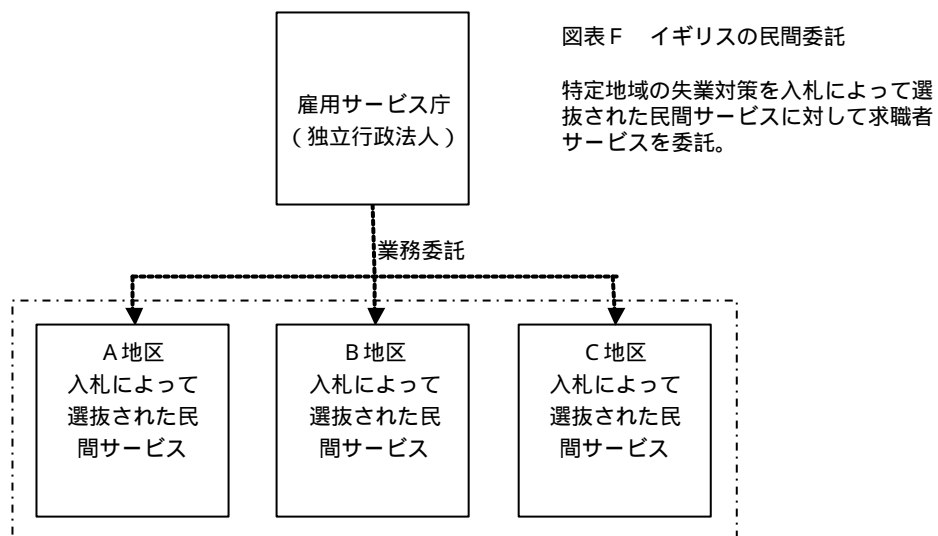 図表F　イギリスの民間委託
特定地域の失業対策を入札によって選
抜された民間サービスに対して求職者
サービスを委託。
雇用サービス庁
(独立行政法人)
業務委託
A地区
入札によって
選抜された民
間サービス
B地区
入札によって
選抜された民
間サービス
C地区
入札によって
選抜された民
間サービス